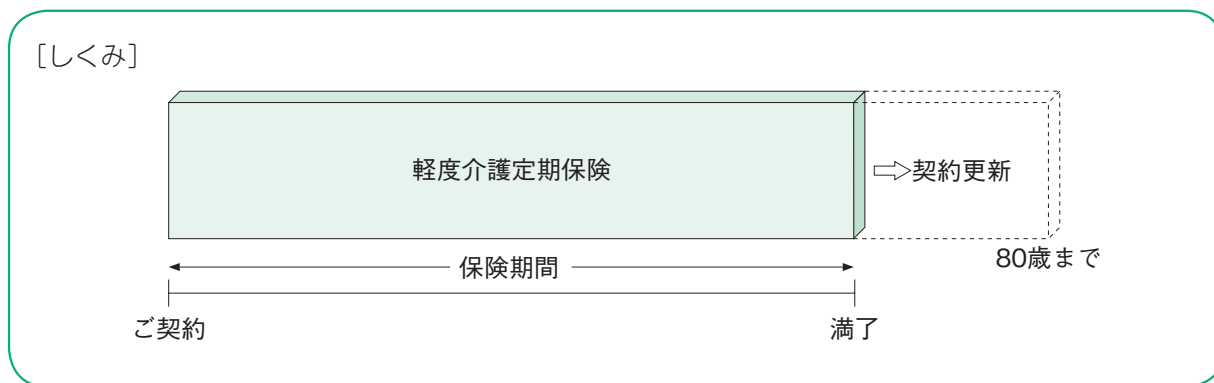 ［しくみ］
軽度介護定期保険
⇨契約更新
80歳まで
保険期間
ご契約
満了